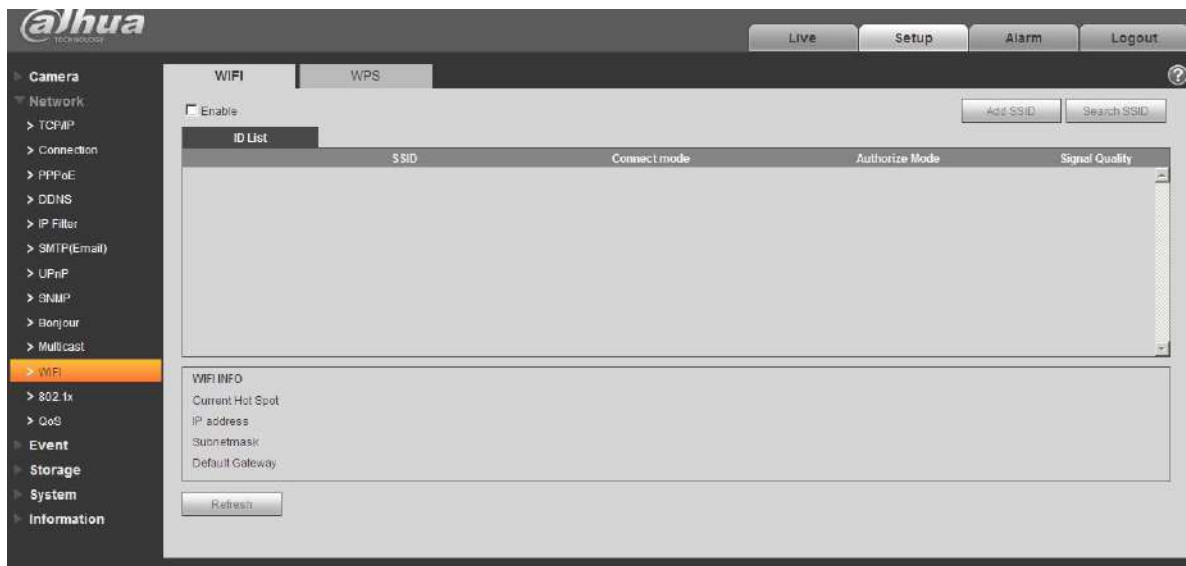 alhua
TECHNOLOGY
Live
Setup
Alarm
Logout
Camera
WIFI
WPS
?
Network
Enable
Add SSID
Search SSID
> TCP/IP
ID List
> Connection
SSID
Connect mode
Authorize Mode
Signal Quality
> PPPoE
> DDNS
> IP Filter
> SMTP(Email)
> UPnP
> SNMP
> Bonjour
> Multicast
> WIFI
WIFI INFO
> 802.1x
Current Hot Spot
> QoS
IP address
Event
Subnetmask
Storage
Default Gateway
System
Refresh
Information